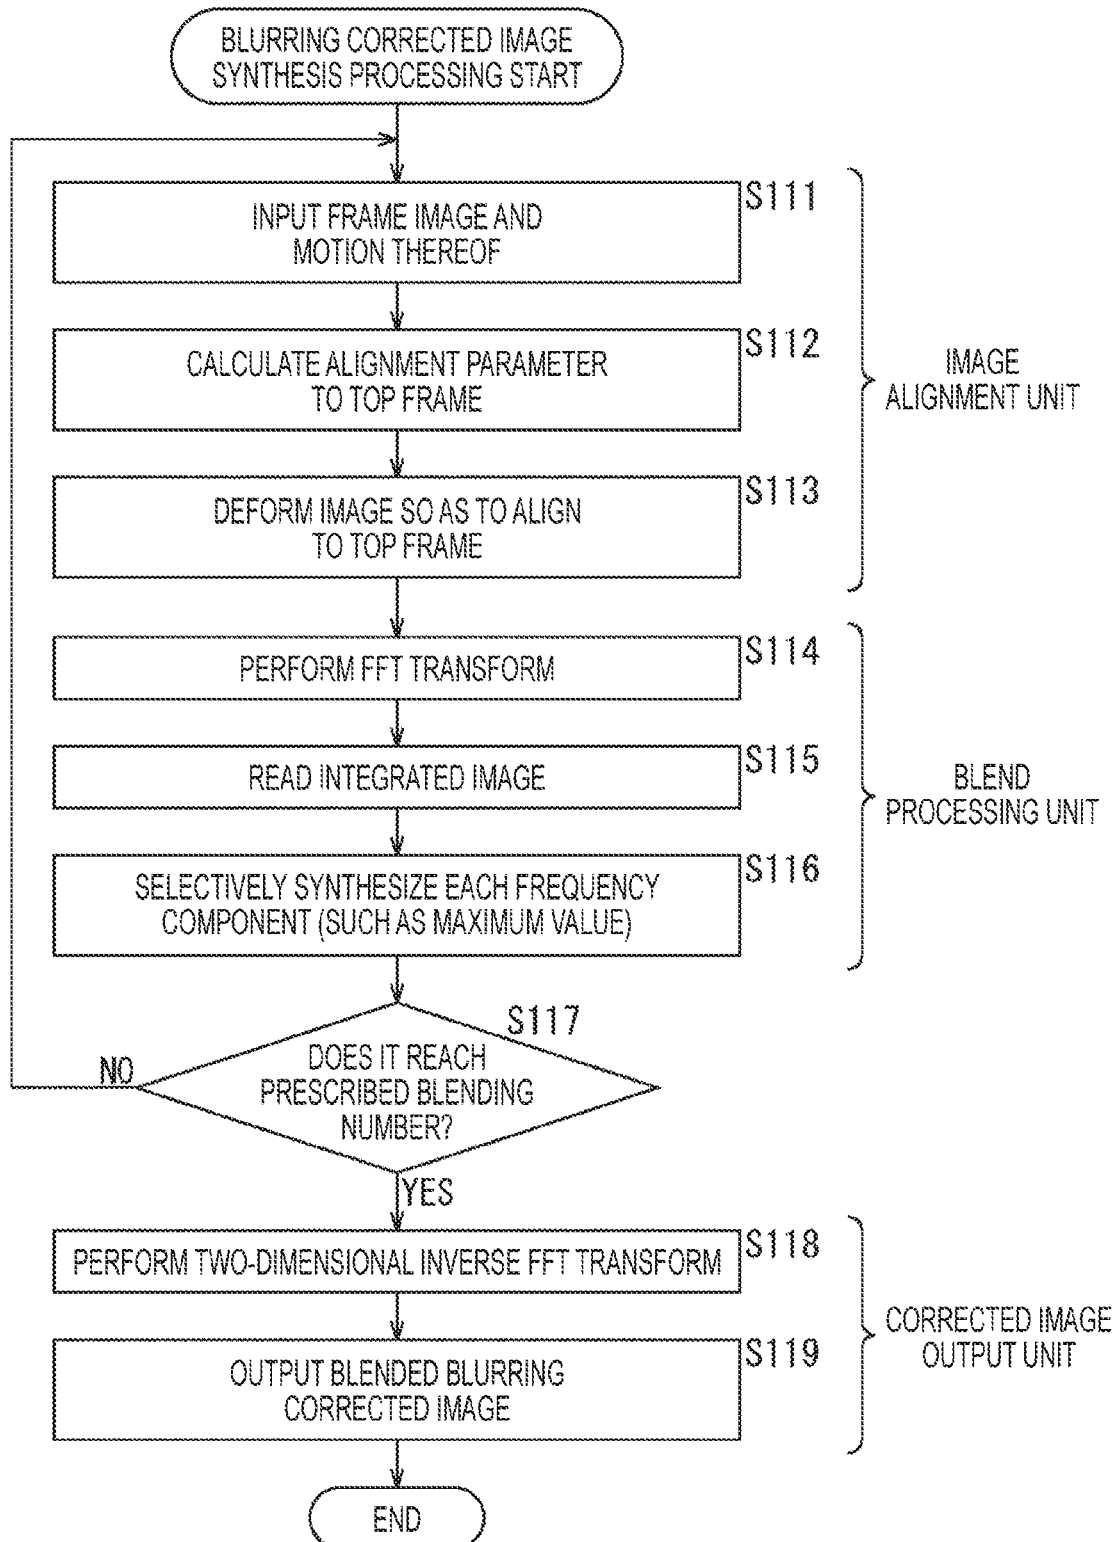 BLURRING CORRECTED IMAGE
SYNTHESIS PROCESSING START
S111
INPUT FRAME IMAGE AND
MOTION THEREOF
S112
CALCULATE ALIGNMENT PARAMETER
TO TOP FRAME
IMAGE
ALIGNMENT UNIT
S113
DEFORM IMAGE SO AS TO ALIGN
TO TOP FRAME
S114
PERFORM FFT TRANSFORM
S115
READ INTEGRATED IMAGE
BLEND
PROCESSING UNIT
S116
SELECTIVELY SYNTHESIZE EACH FREQUENCY
COMPONENT (SUCH AS MAXIMUM VALUE)
S117
DOES IT REACH
PRESCRIBED BLENDING
NUMBER?
NO
YES
S118
PERFORM TWO-DIMENSIONAL INVERSE FFT TRANSFORM
CORRECTED IMAGE
OUTPUT UNIT
S119
OUTPUT BLENDED BLURRING
CORRECTED IMAGE
END